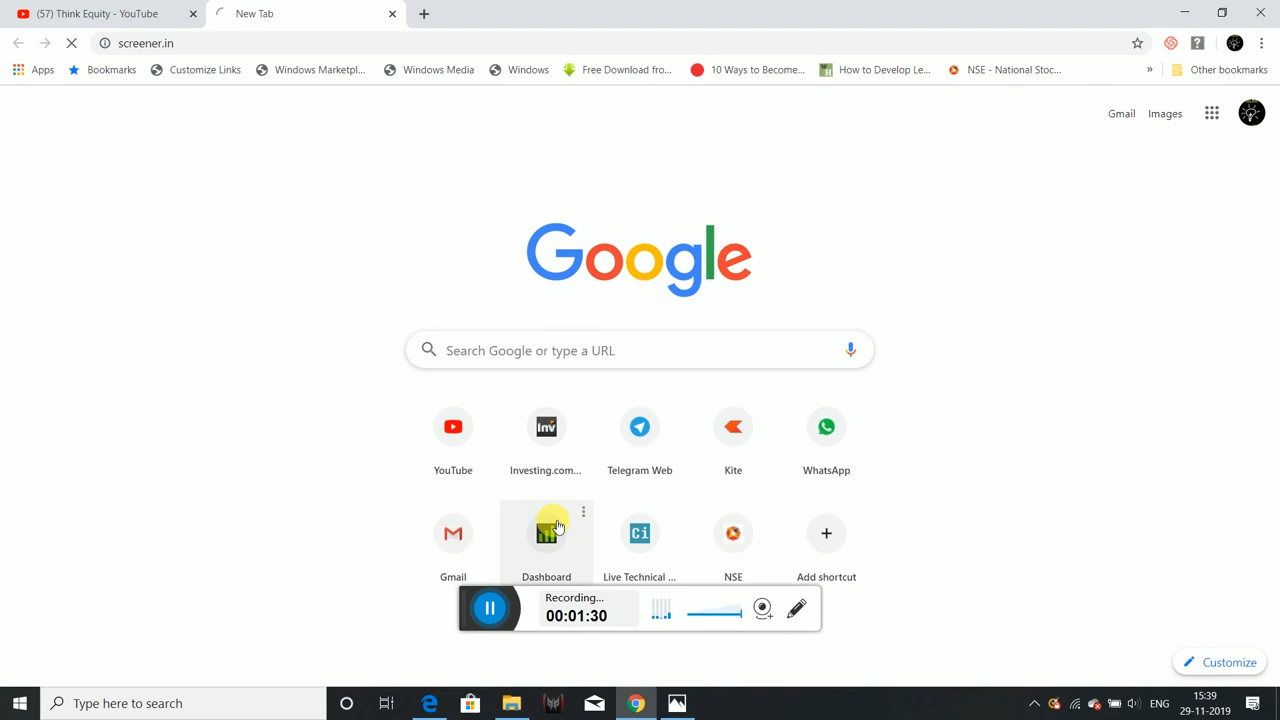 (57) Think Equity - YouTube
New Tab
screener.in
Apps
Bookmarks
Customize Links
Windows Marketpl...
Windows Media
Windows
Free Download fro...
10 Ways to Become...
How to Develop Le...
NSE - National Stoc...
»
Other bookmarks
Gmail
Images
Google
Search Google or type a URL
YouTube
Inv
Investing.com...
Telegram Web
Kite
WhatsApp
Gmail
Dashboard
Ci
Live Technical ...
NSE
Add shortcut
Recording...
00:01:30
Customize
Type here to search
ENG
15:39
29-11-2019